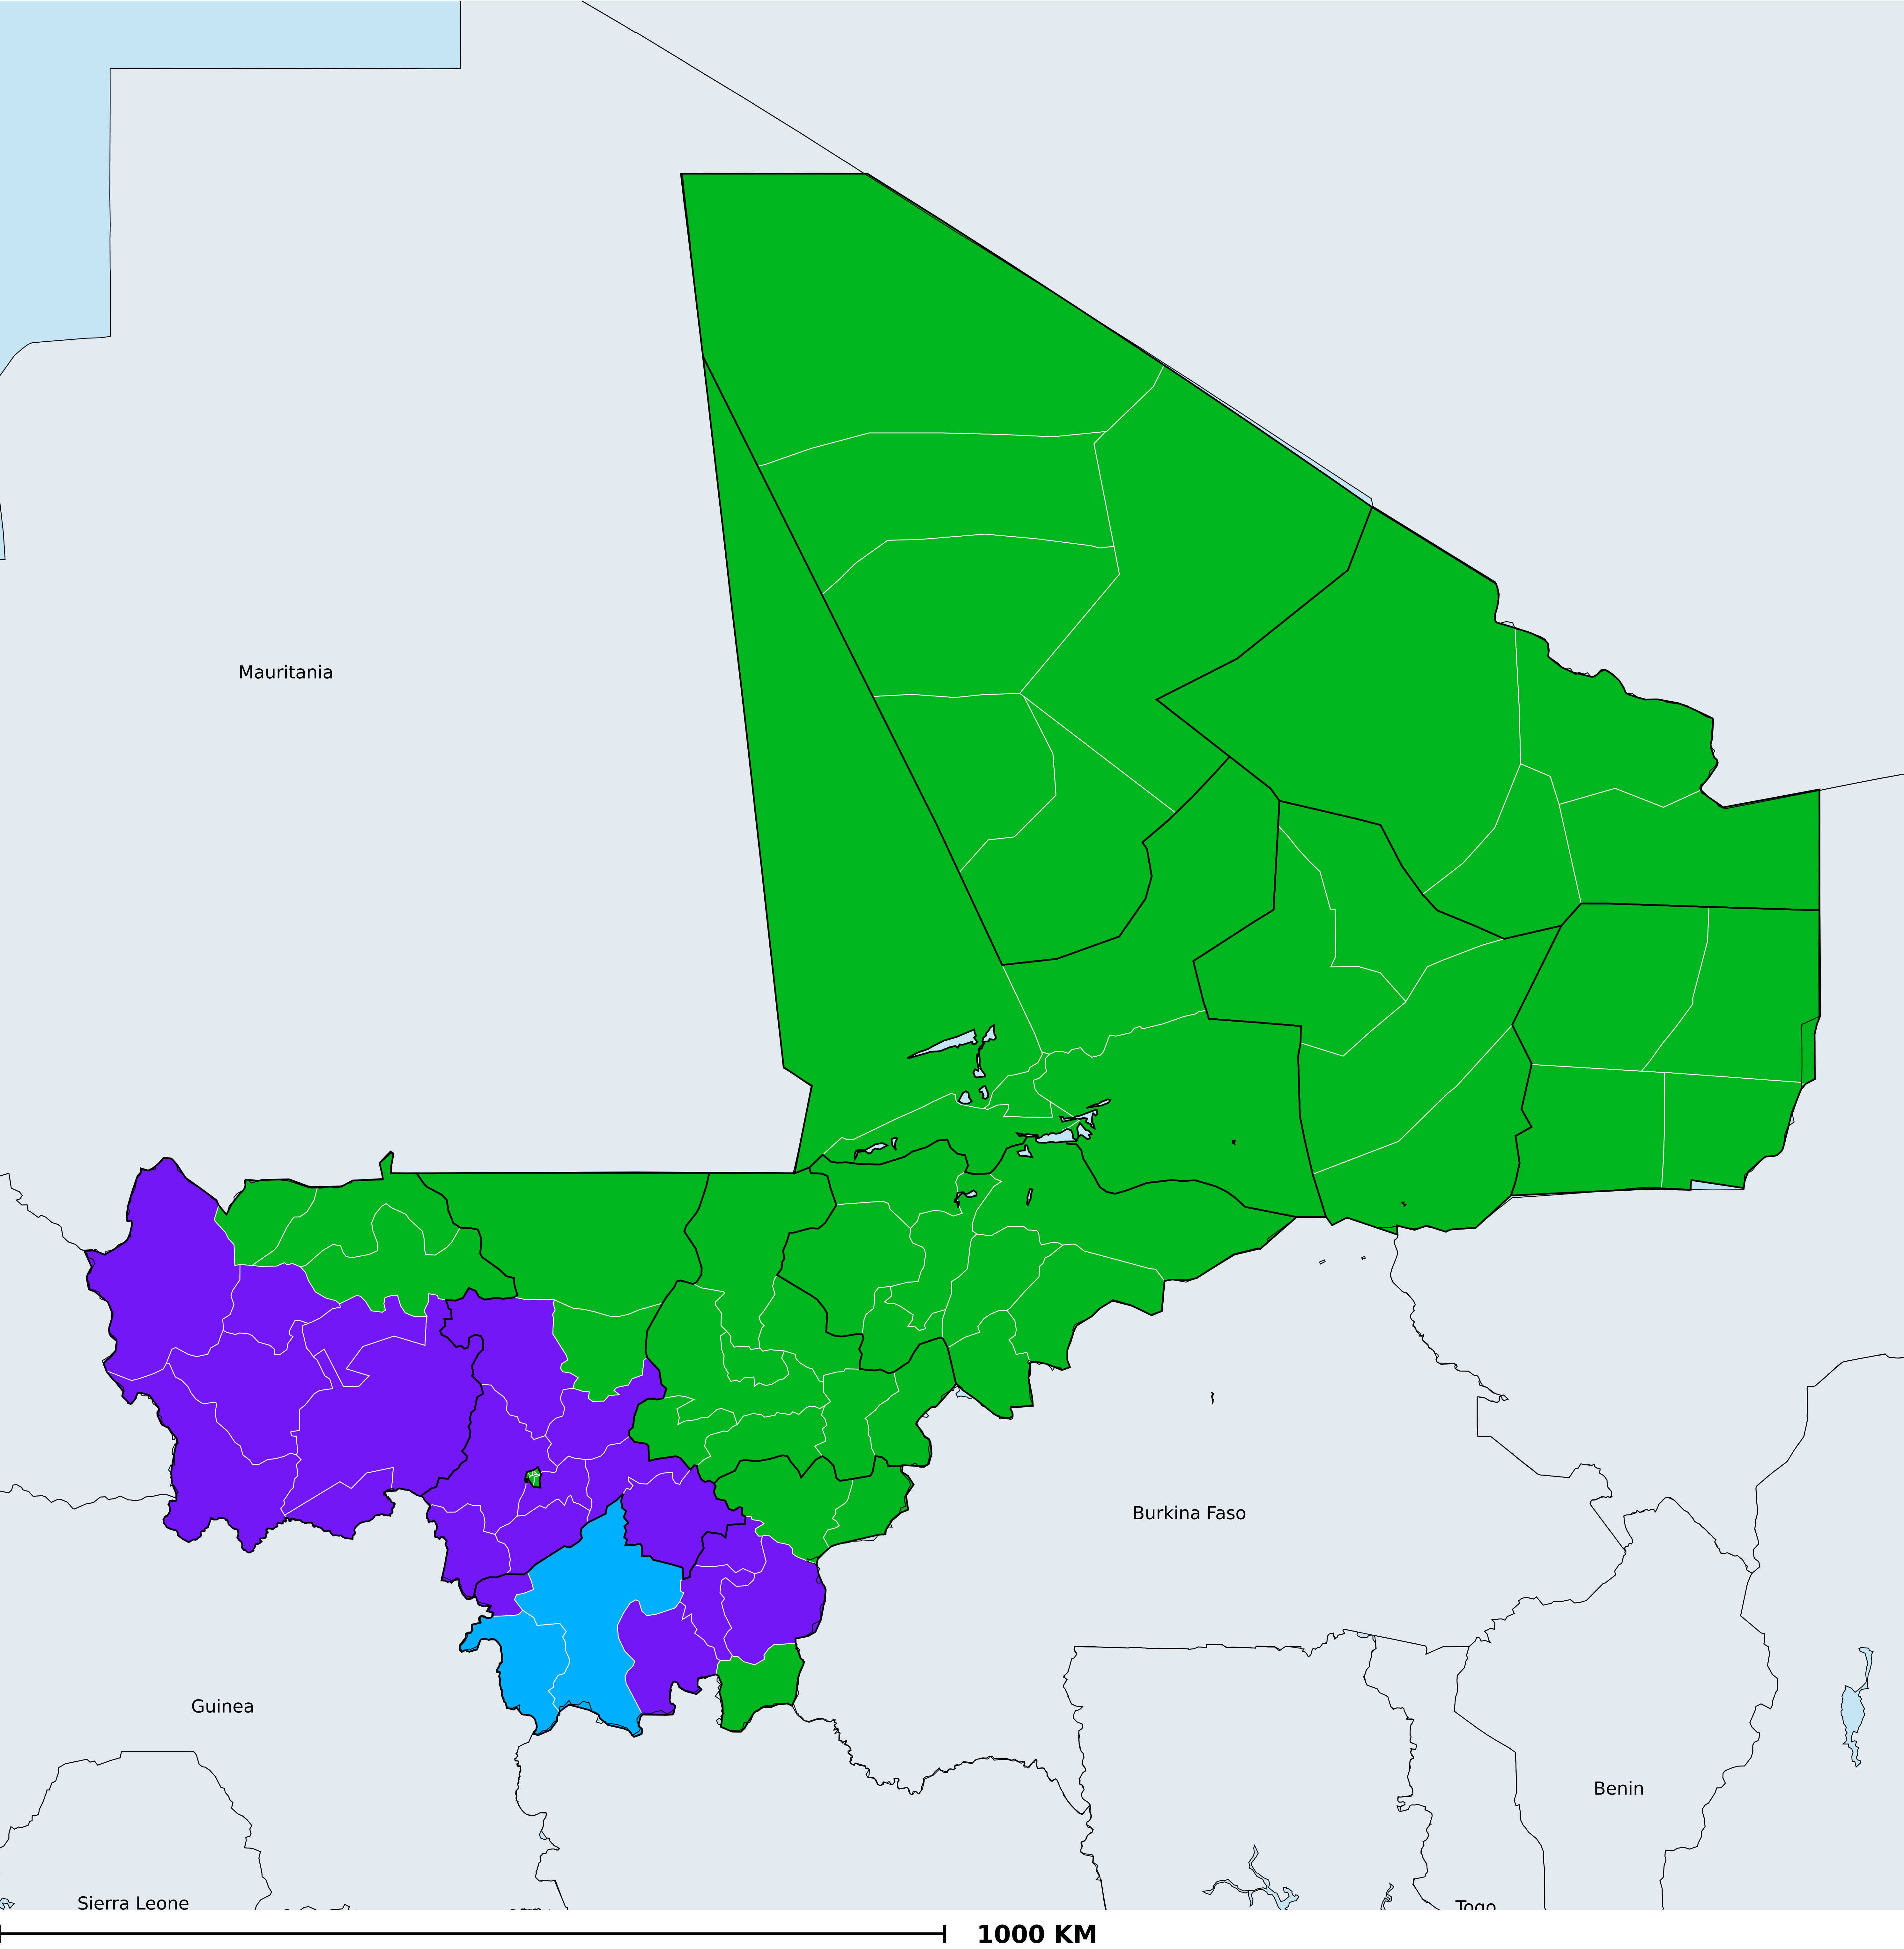 Mauritania
Burkina Faso
Guinea
Benin
Sierra Leone
Togo
1000 KM